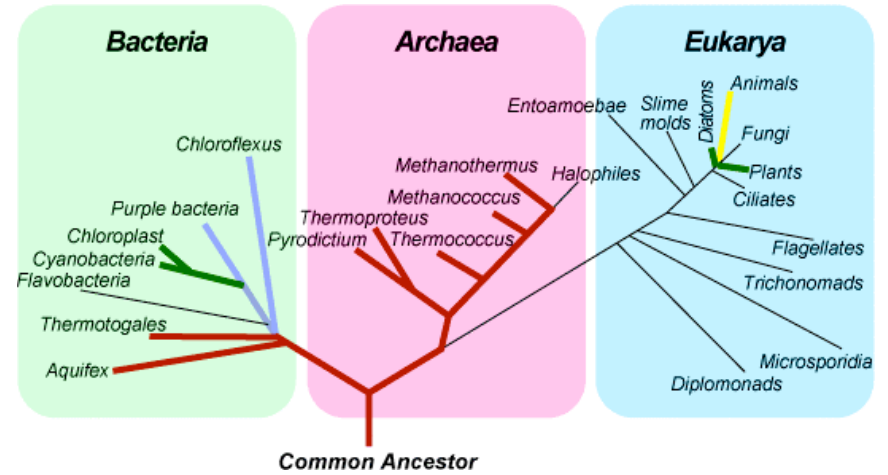 Bacteria
Archaea
Eukarya
Chloroflexus
Purple bacteria
Chloroplast
Cyanobacteria
Flavobacteria
Thermotogales
Aquifex
Methanothermus
Halophiles
Methanococcus
Thermoproteus
Pyrodictium
Thermococcus
Entoamoebae
Slime
molds
Diatoms
Animals
Fungi
Plants
Ciliates
Flagellates
Trichonomads
Microsporidia
Diplomonads
Common Ancestor